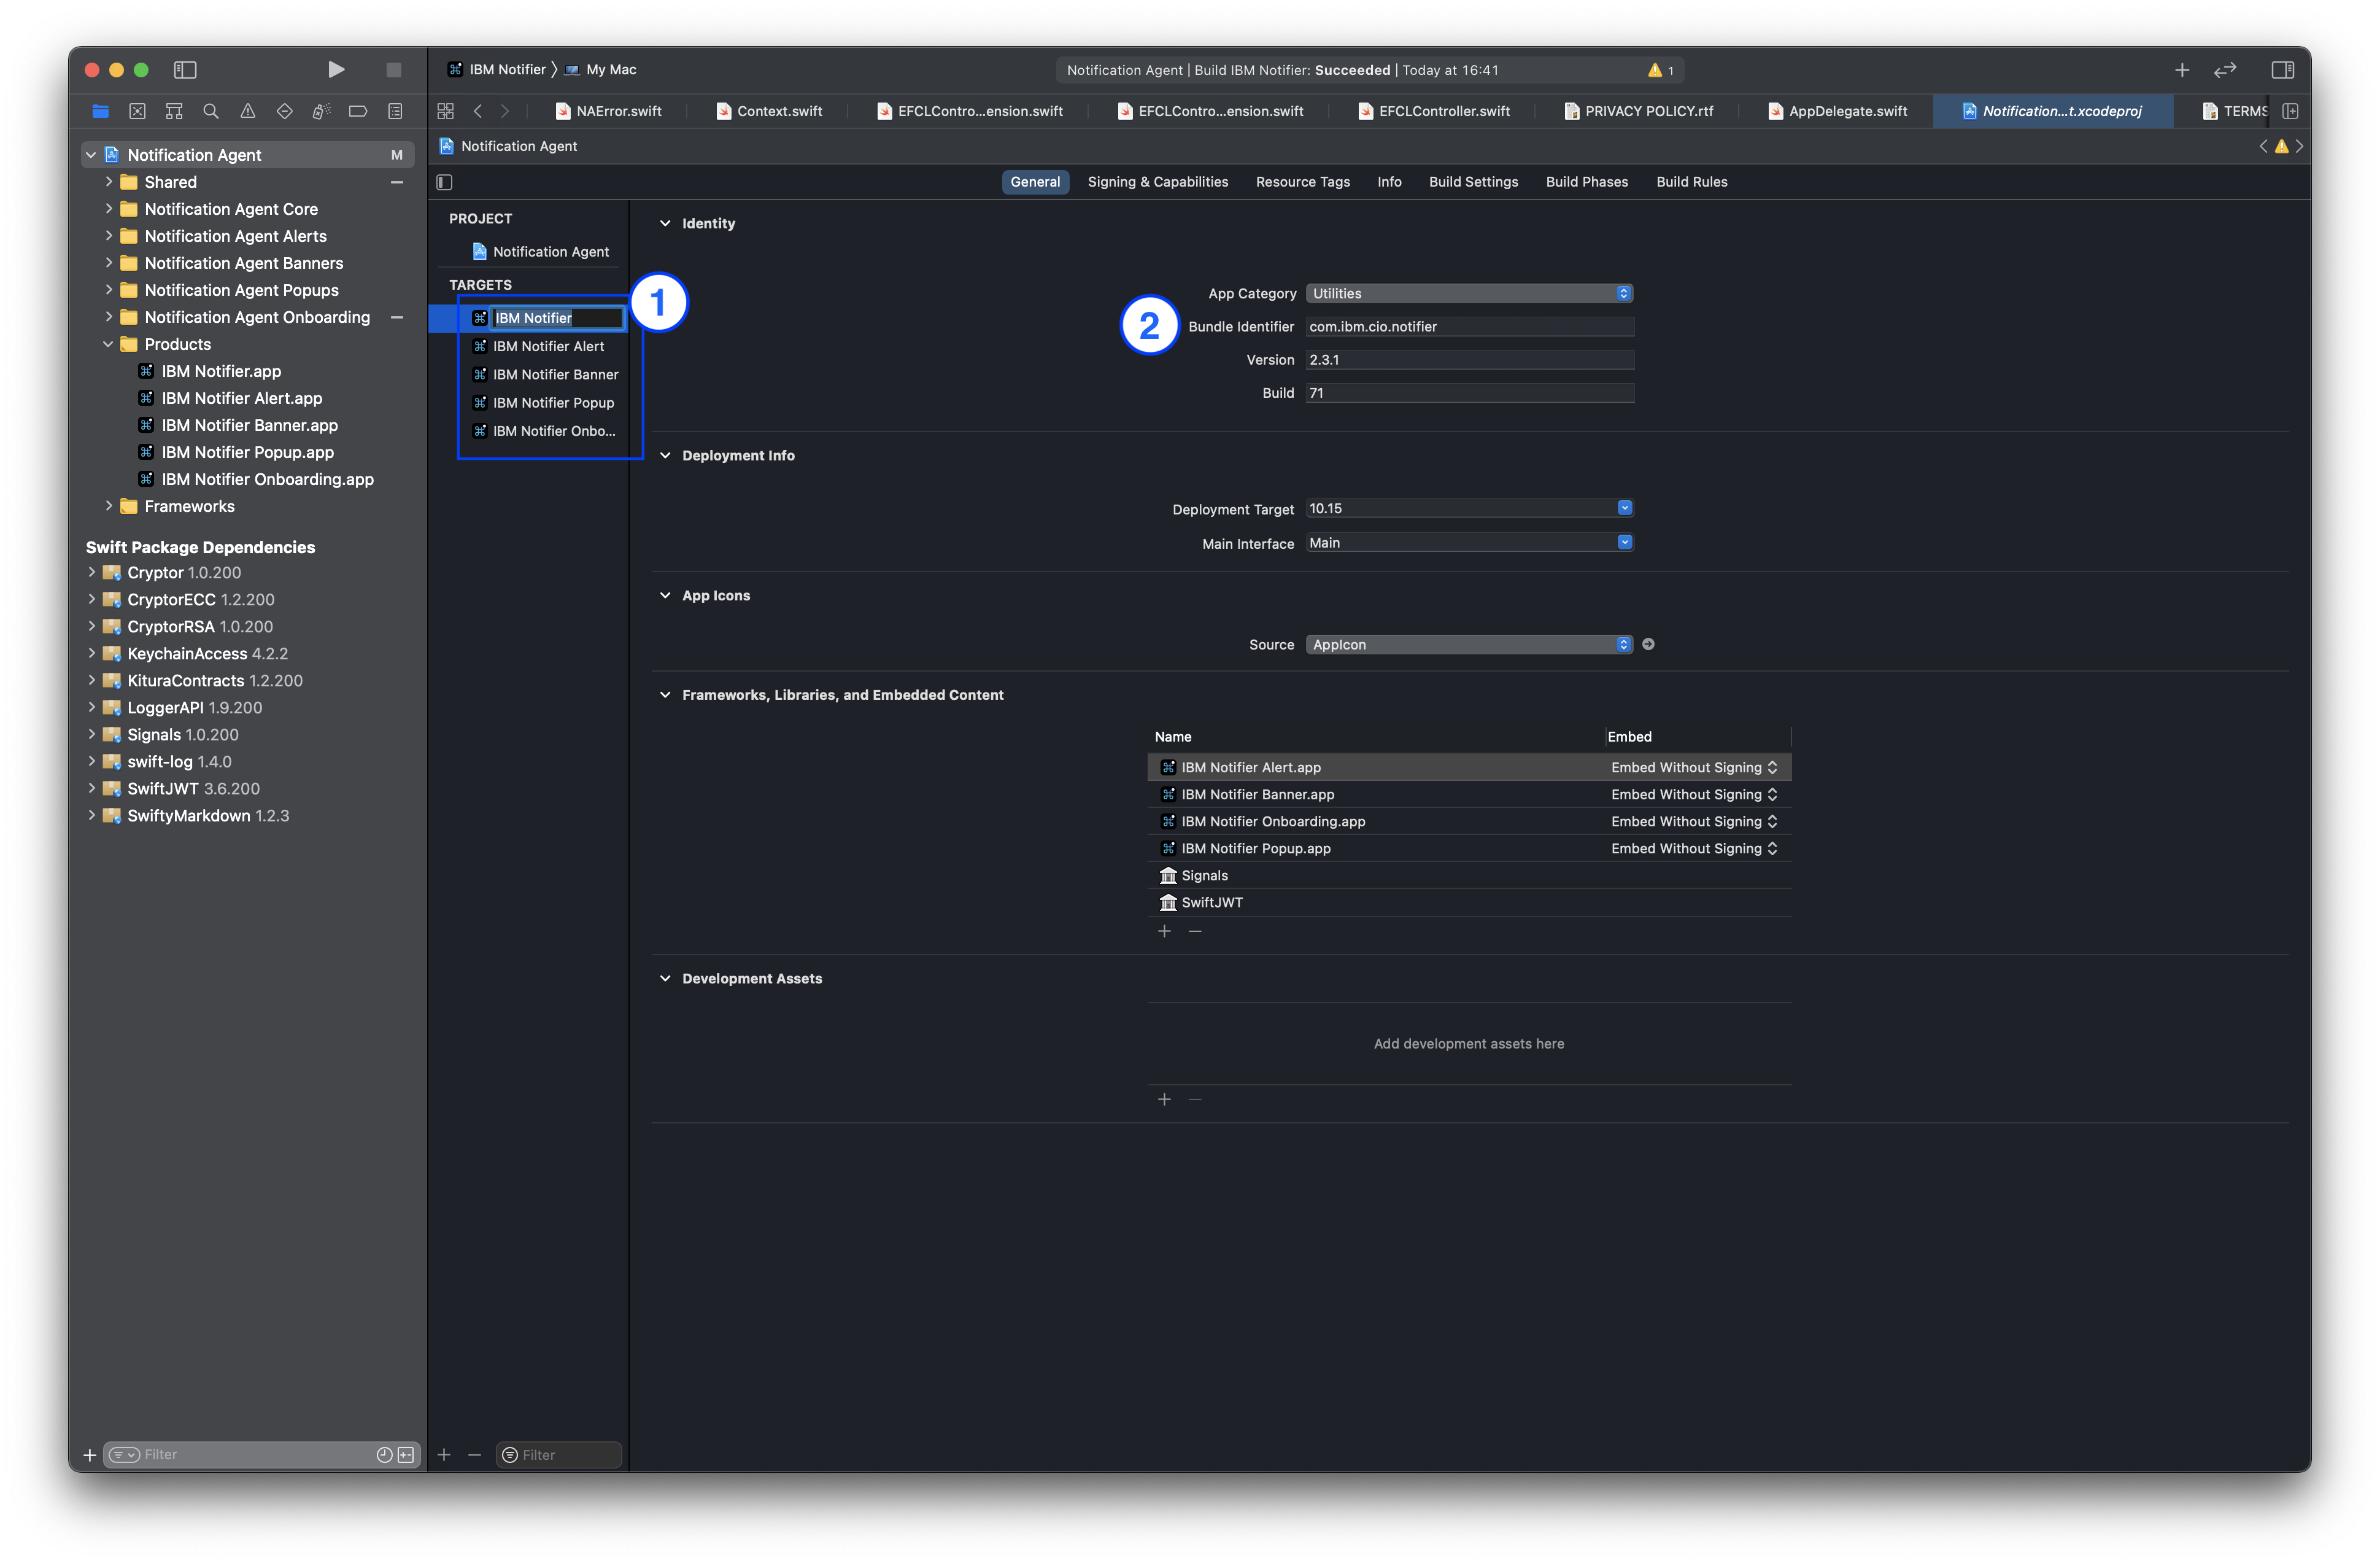 IBM Notifier 〉 My Mac
Notification Agent | Build IBM Notifier: Succeeded | Today at 16:41
1
NAError.swift
Context.swift
EFCLContro...ension.swift
EFCLContro...ension.swift
EFCLController.swift
PRIVACY POLICY.rtf
AppDelegate.swift
Notification...t.xcodeproj
TERMS
Notification Agent M
Shared
Notification Agent Core
Notification Agent Alerts
Notification Agent Banners
Notification Agent Popups
Notification Agent Onboarding
Products
IBM Notifier.app
IBM Notifier Alert.app
IBM Notifier Banner.app
IBM Notifier Popup.app
IBM Notifier Onboarding.app
Frameworks
Swift Package Dependencies
Cryptor 1.0.200
CryptorECC 1.2.200
CryptorRSA 1.0.200
KeychainAccess 4.2.2
KituraContracts 1.2.200
LoggerAPI 1.9.200
Signals 1.0.200
swift-log 1.4.0
SwiftJWT 3.6.200
SwiftyMarkdown 1.2.3
Filter
Notification Agent
General
Signing & Capabilities
Resource Tags
Info
Build Settings
Build Phases
Build Rules
PROJECT
Notification Agent
TARGETS
IBM Notifier
IBM Notifier Alert
IBM Notifier Banner
IBM Notifier Popup
IBM Notifier Onbo...
1
Filter
Identity
App Category Utilities
2
Bundle Identifier com.ibm.cio.notifier
Version 2.3.1
Build 71
Deployment Info
Deployment Target 10.15
Main Interface Main
App Icons
Source AppIcon
Frameworks, Libraries, and Embedded Content
Name Embed
IBM Notifier Alert.app Embed Without Signing
IBM Notifier Banner.app Embed Without Signing
IBM Notifier Onboarding.app Embed Without Signing
IBM Notifier Popup.app Embed Without Signing
Signals
SwiftJWT
Development Assets
Add development assets here